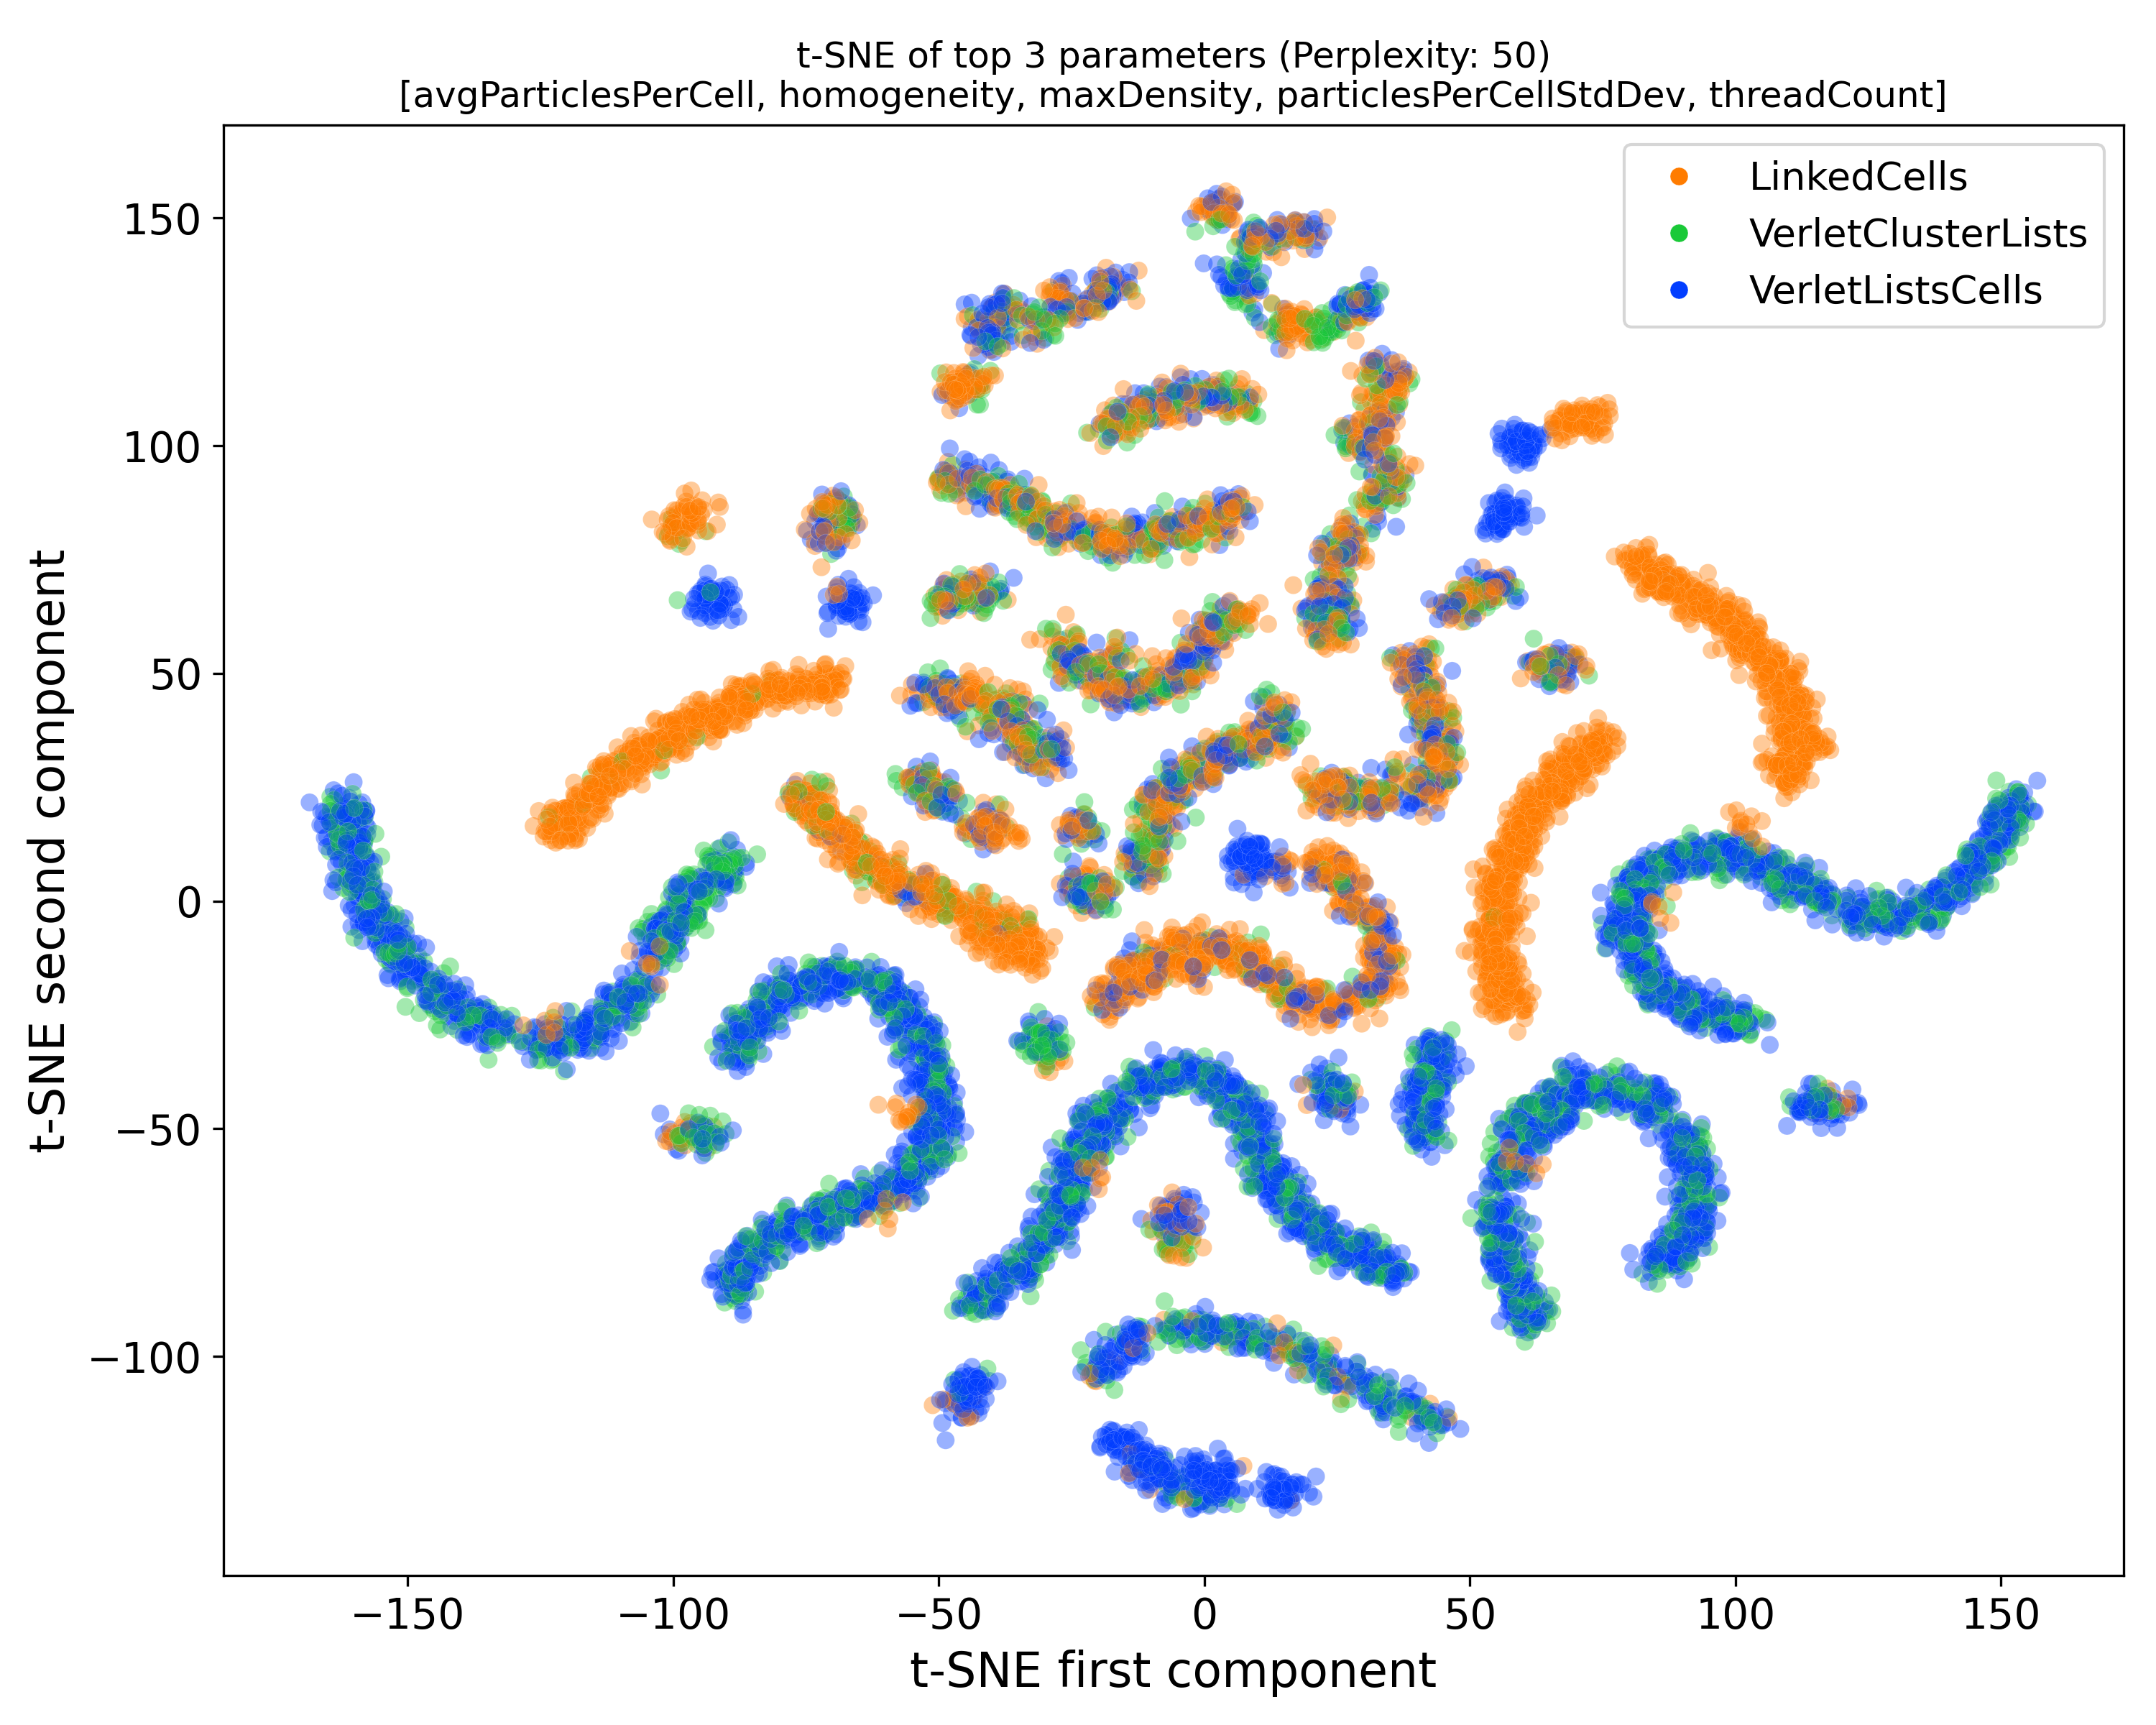 t-SNE of top 3 parameters (Perplexity: 50)
[avgParticlesPerCell, homogeneity, maxDensity, particlesPerCellStdDev, threadCount]
LinkedCells
VerletClusterLists
VerletListsCells
150
100
50
0
−50
−100
t-SNE second component
−150
−100
−50
0
50
100
150
t-SNE first component